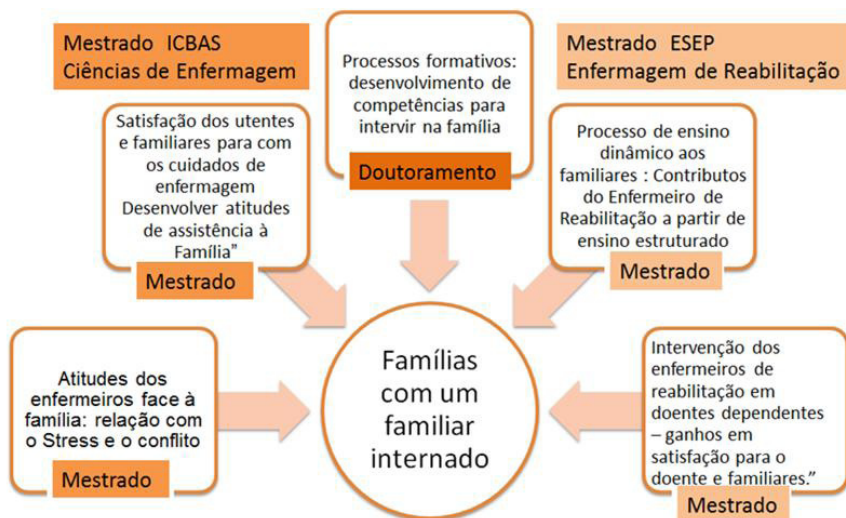 Mestrado ICBAS
Ciências de Enfermagem
Satisfação dos utentes
e familiares para com
os cuidados de
enfermagem
Desenvolver atitudes
de assistência à
Família”
Mestrado
Processos formativos:
desenvolvimento de
competências para
intervir na família
Doutoramento
Mestrado ESEP
Enfermagem de Reabilitação
Processo de ensino
dinâmico aos
familiares : Contributos
do Enfermeiro de
Reabilitação a partir de
ensino estruturado
Mestrado
Atitudes dos
enfermeiros face à
família: relação com
o Stress e o conflito
Mestrado
Famílias
com um
familiar
internado
Intervenção dos
enfermeiros de
reabilitação em
doentes dependentes
– ganhos em
satisfação para o
doente e familiares.”
Mestrado